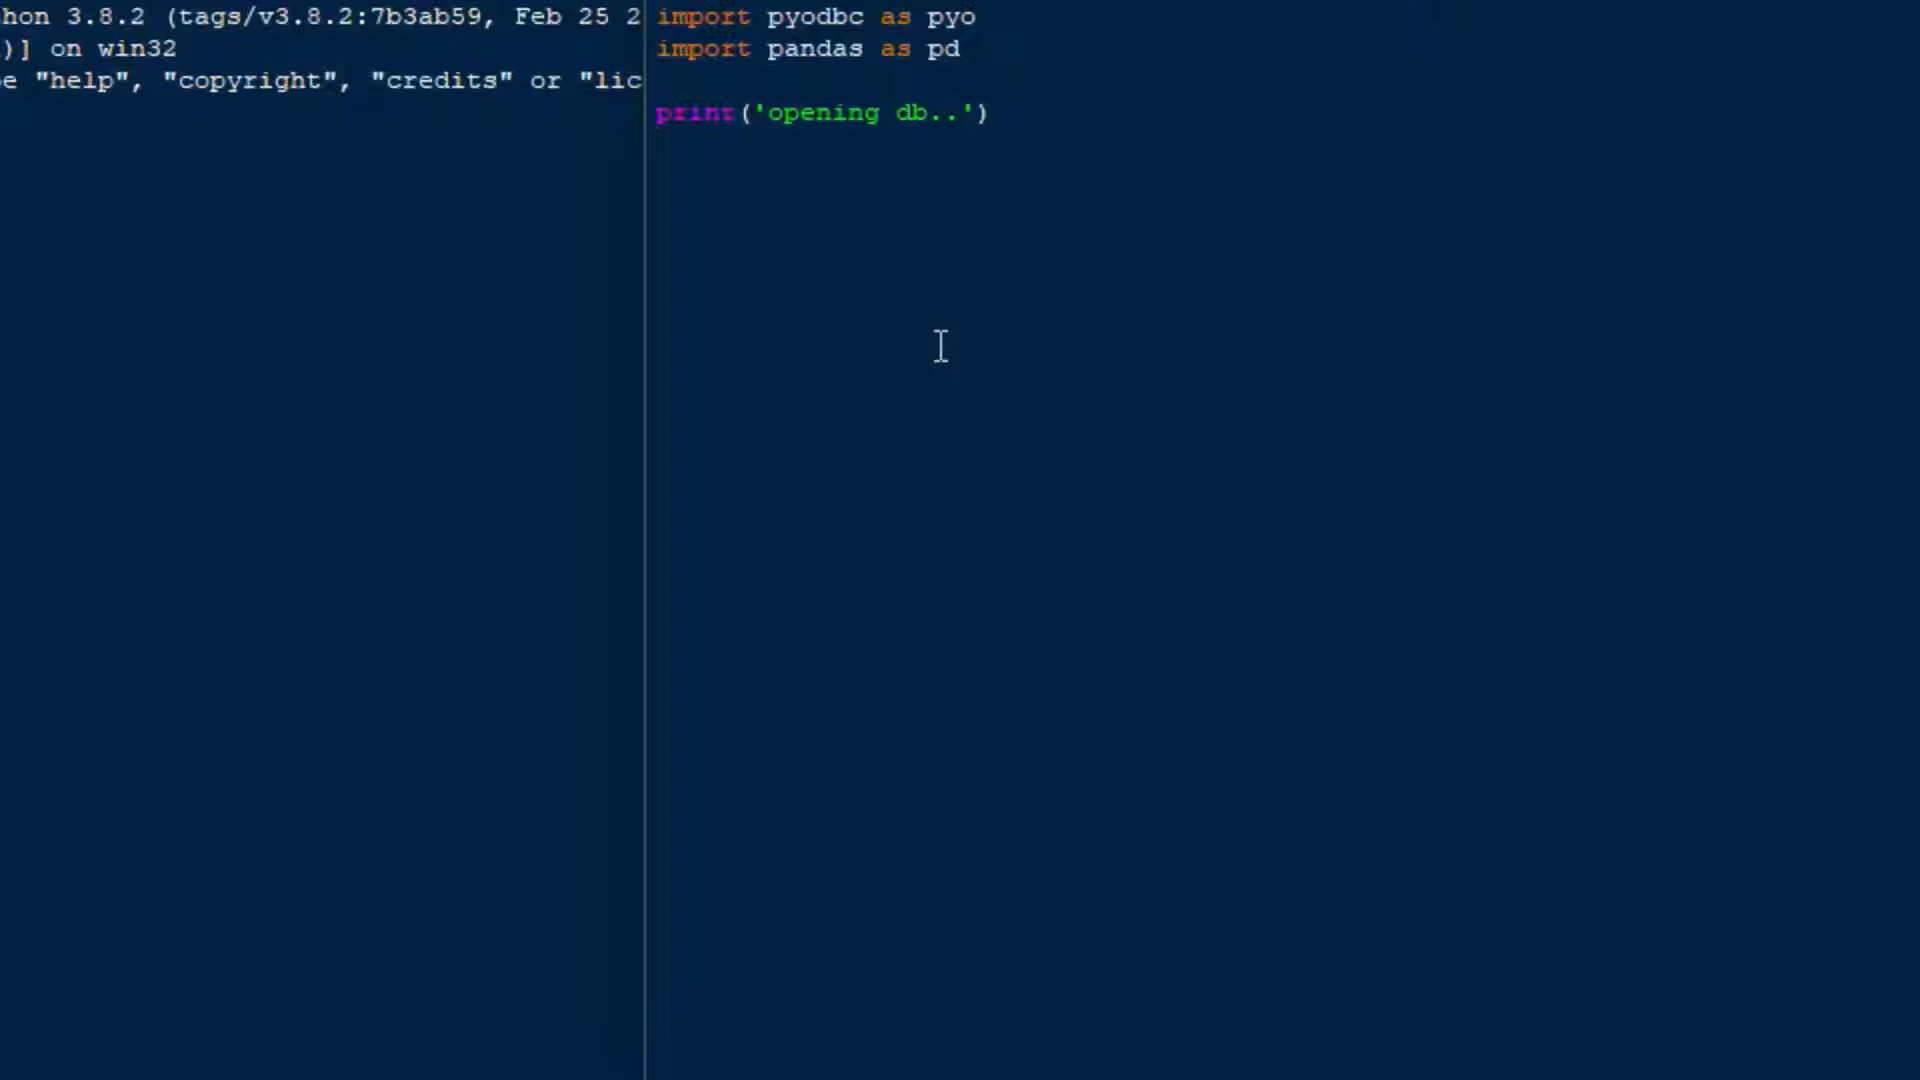 hon 3.8.2 (tags/v3.8.2:7b3ab59, Feb 25 2
)] on win32
e "help", "copyright", "credits" or "lic
import pyodbc as pyo
import pandas as pd
print('opening db..')